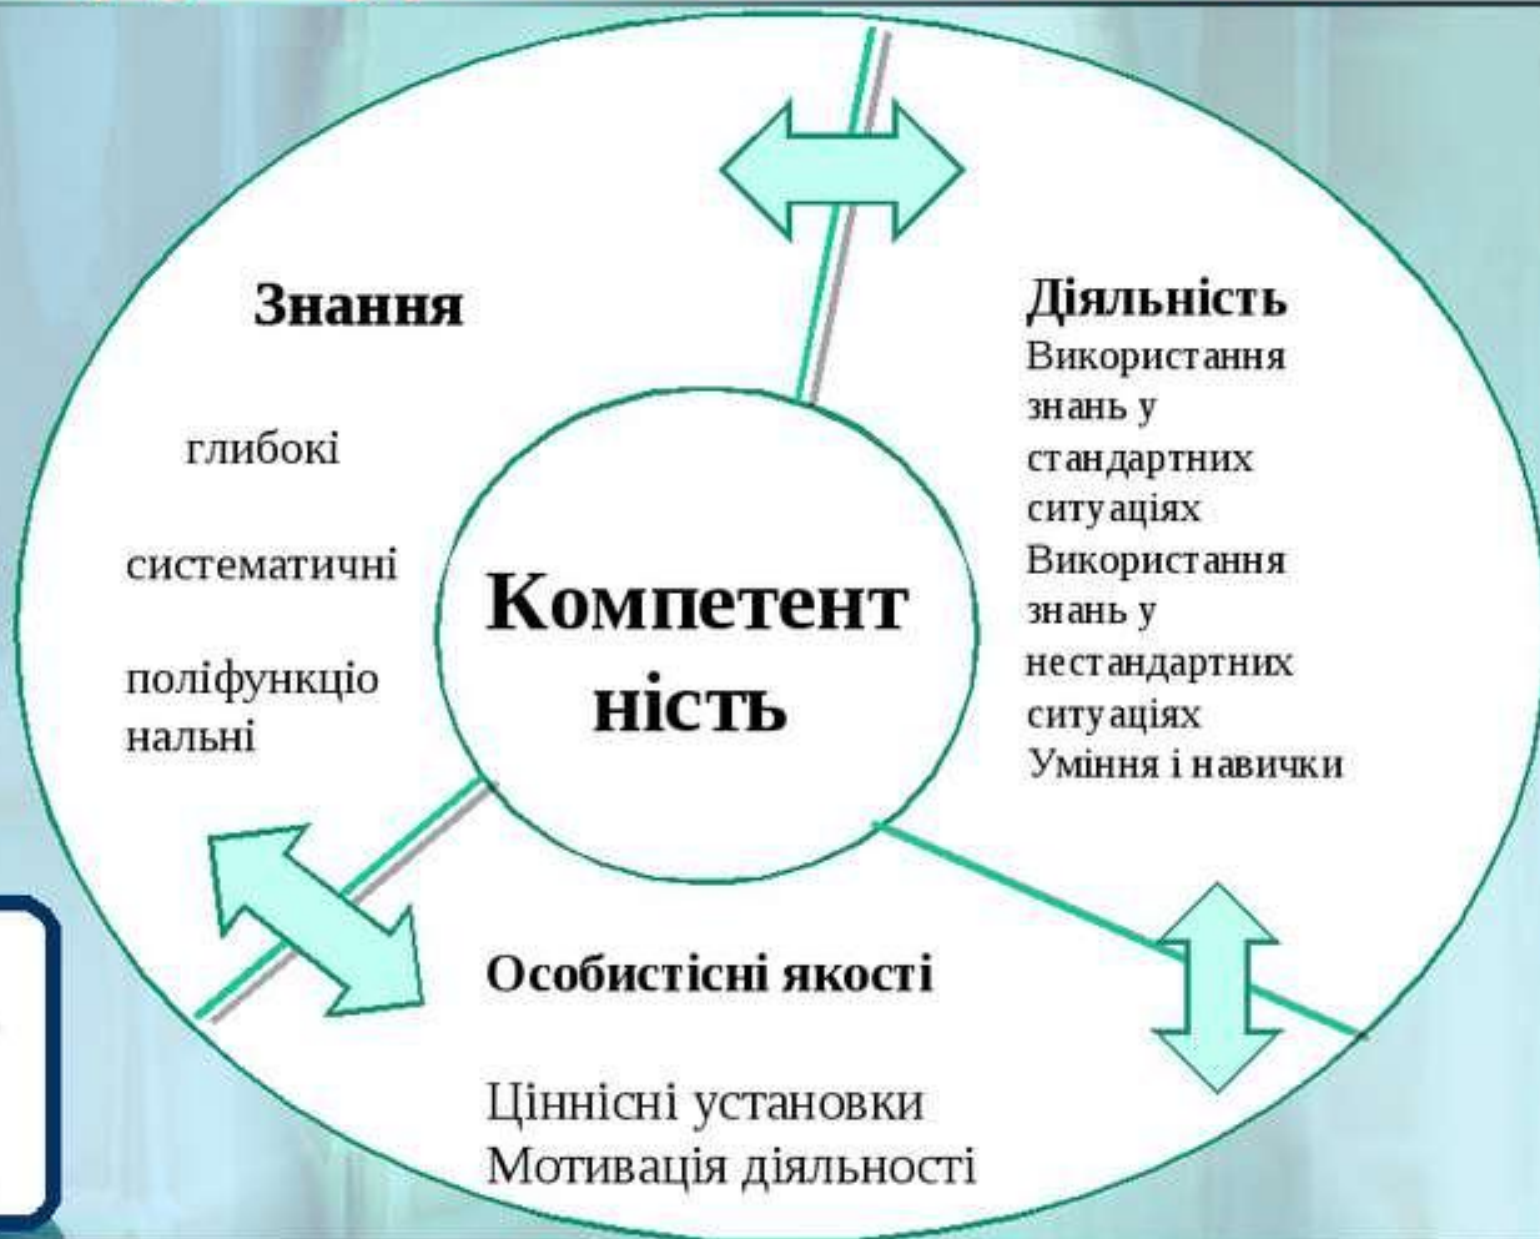 Знання
глибокі
систематичні
поліфункціо
нальні
Компетент
ність
Діяльність
Використання
знань у
стандартних
ситуаціях
Використання
знань у
нестандартних
ситуаціях
Уміння і навички
Особистісні якості
Ціннісні установки
Мотивація діяльності